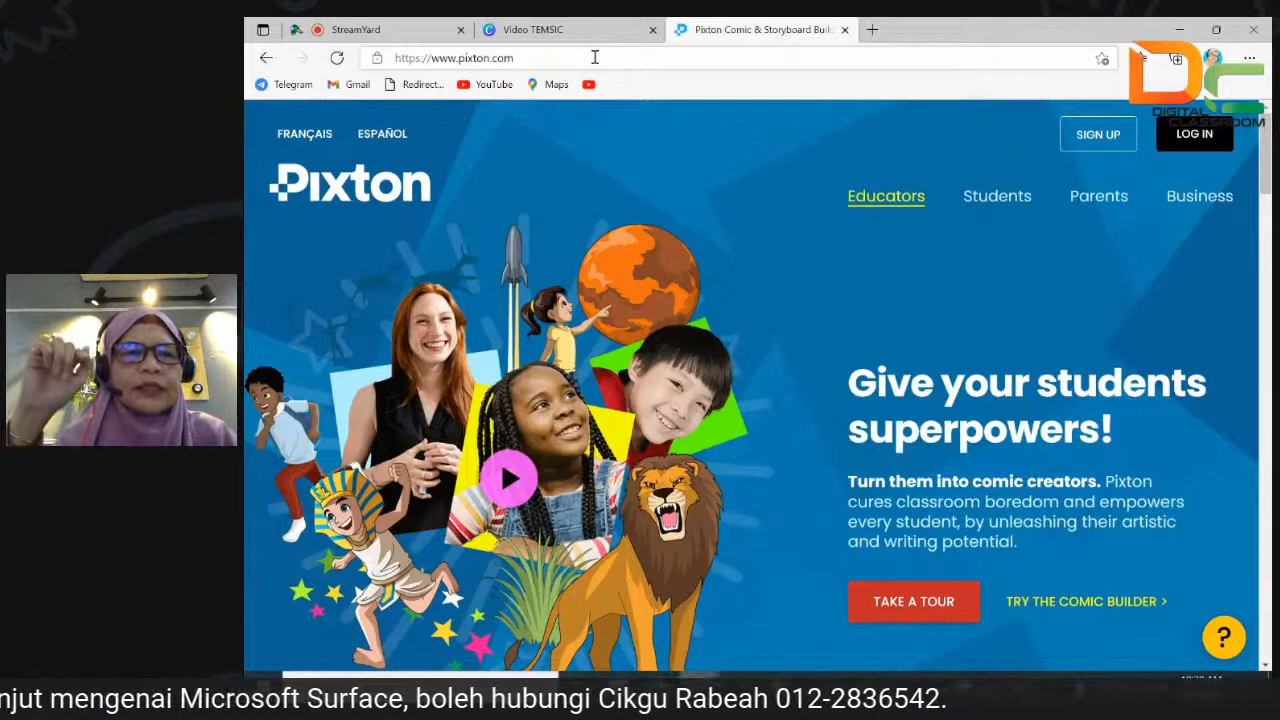 StreamYard
Video TEMSIC
Pixton Comic & Storyboard Buil
https://www.pixton.com
Telegram
Gmail
Redirect...
YouTube
Maps
DIGITAL
CLASSROOM
FRANÇAIS
ESPAÑOL
SIGN UP
LOG IN
Pixton
Educators
Students
Parents
Business
Give your students
superpowers!
Turn them into comic creators. Pixton
cures classroom boredom and empowers
every student, by unleashing their artistic
and writing potential.
TAKE A TOUR
TRY THE COMIC BUILDER >
?
njut mengenai Microsoft Surface, boleh hubungi Cikgu Rabeah 012-2836542.